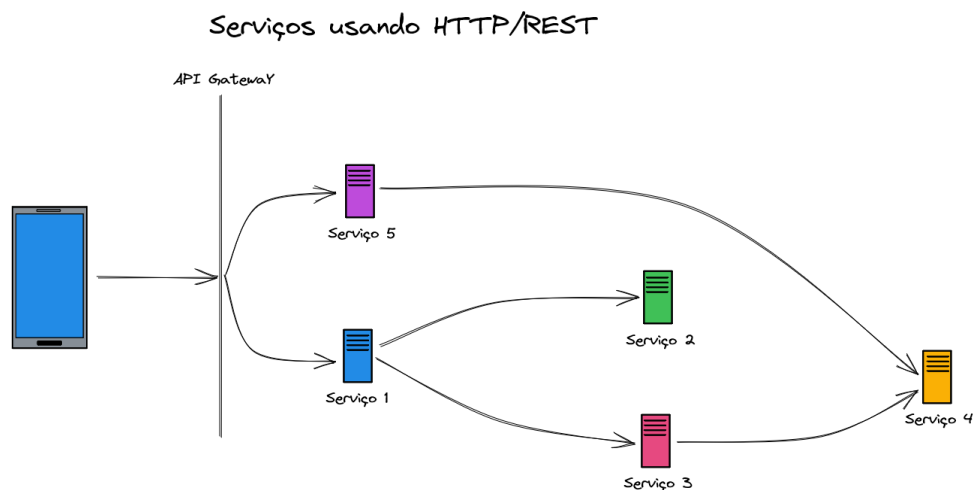 Serviços usando HTTP/REST
API GatewaY
Serviço 5
Serviço 2
Serviço 1
Serviço 4
Serviço 3